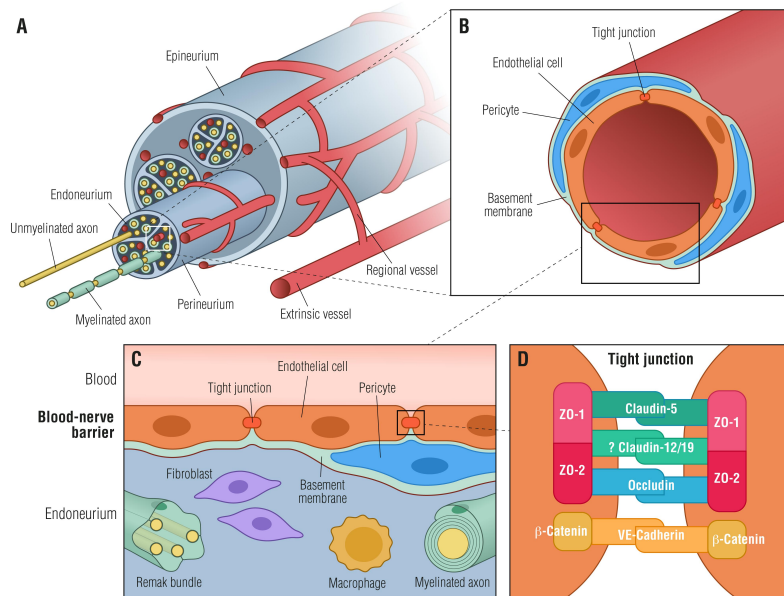 A
Epineurium
Endoneurium
Unmyelinated axon
Myelinated axon
Perineurium
Regional vessel
Extrinsic vessel
B
Tight junction
Endothelial cell
Pericyte
Basement
membrane
C
Blood
Blood-nerve
barrier
Endoneurium
Endothelial cell
Tight junction
Pericyte
Fibroblast
Basement
membrane
Remak bundle
Macrophage
Myelinated axon
D
Tight junction
ZO-1
Claudin-5
ZO-1
? Claudin-12/19
ZO-2
Occludin
ZO-2
β-Catenin
VE-Cadherin
β-Catenin